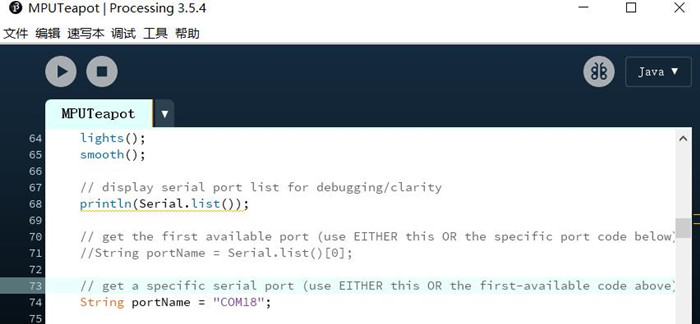 MPUTeapot | Processing 3.5.4
文件 编辑 速写本 调试 工具 帮助
Java ▼
MPUTeapot ▼
64 lights();
65 smooth();
66
67 // display serial port list for debugging/clarity
68 println(Serial.list());
69
70 // get the first available port (use EITHER this OR the specific port code below)
71 //String portName = Serial.list()[0];
72
73 // get a specific serial port (use EITHER this OR the first-available code above)
74 String portName = "COM18";
75